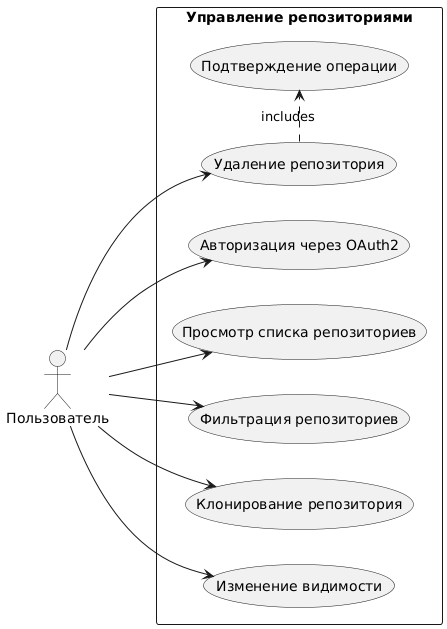 Управление репозиториями
Подтверждение операции
includes
Удаление репозитория
Авторизация через OAuth2
Просмотр списка репозиториев
Пользователь
Фильтрация репозиториев
Клонирование репозитория
Изменение видимости